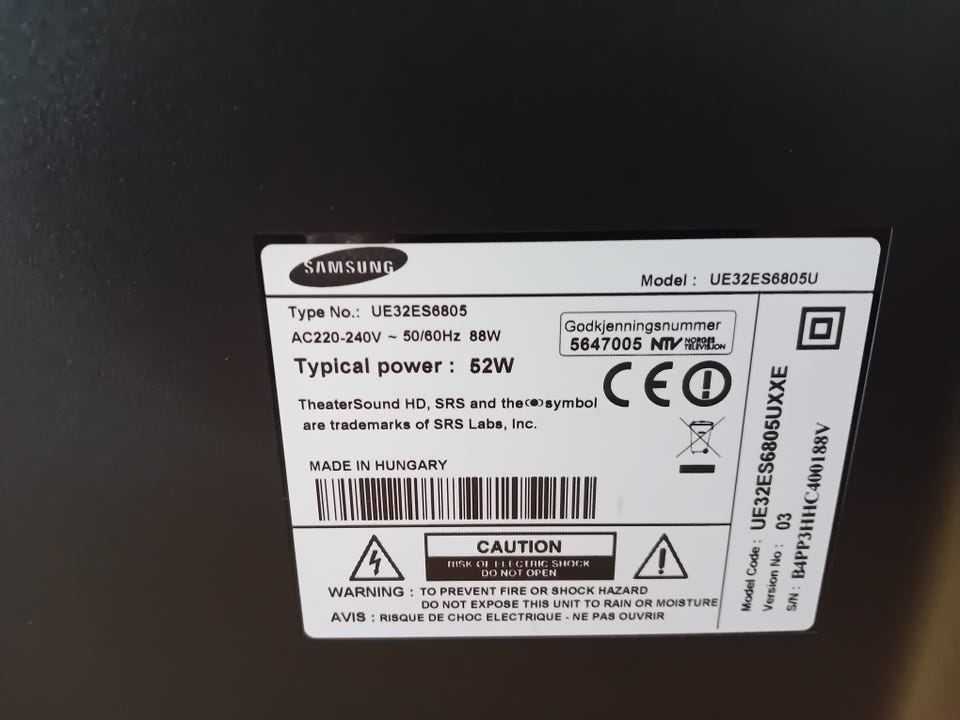 SAMSUNG
Model : UE32ES6805U
Type No.: UE32ES6805
AC220-240V ~ 50/60Hz 88W
Typical power : 52W
Godkjenningsnummer
5647005 NTV NORGES TELEVISJON
CE
TheaterSound HD, SRS and the symbol
are trademarks of SRS Labs, Inc.
MADE IN HUNGARY
CAUTION
RISK OF ELECTRIC SHOCK
DO NOT OPEN
WARNING : TO PREVENT FIRE OR SHOCK HAZARD
DO NOT EXPOSE THIS UNIT TO RAIN OR MOISTURE
AVIS : RISQUE DE CHOC ELECTRIQUE - NE PAS OUVRIR
Model Code : UE32ES6805UXXE
Version No : 03
S/N : B4PP3HHC400188V